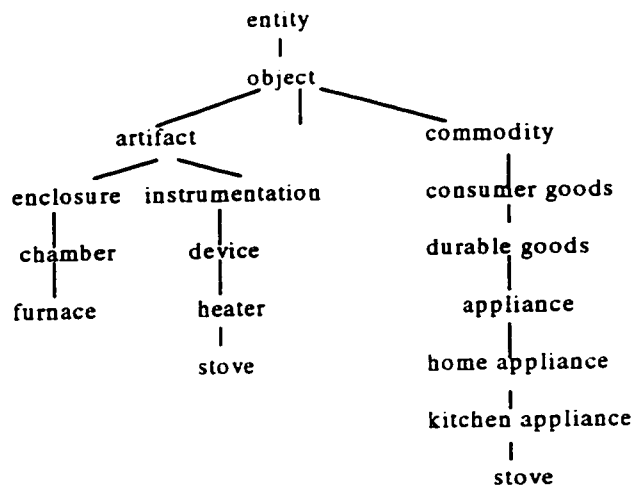 entity
object
artifact commodity
enclosure instrumentation consumer goods
chamber device durable goods
furnace heater appliance
stove home appliance
kitchen appliance
stove